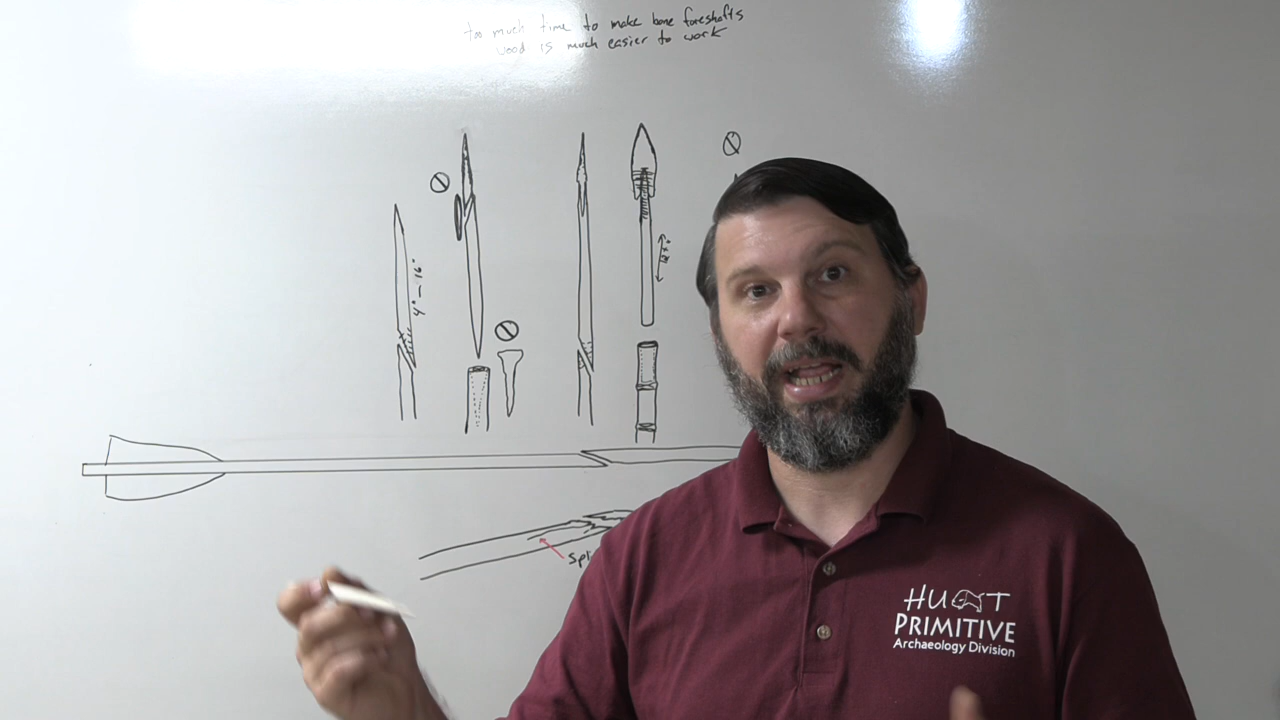 too much time to make bone foreshafts
wood is much easier to work
4" — 16"
HUNT
PRIMITIVE
Archaeology Division